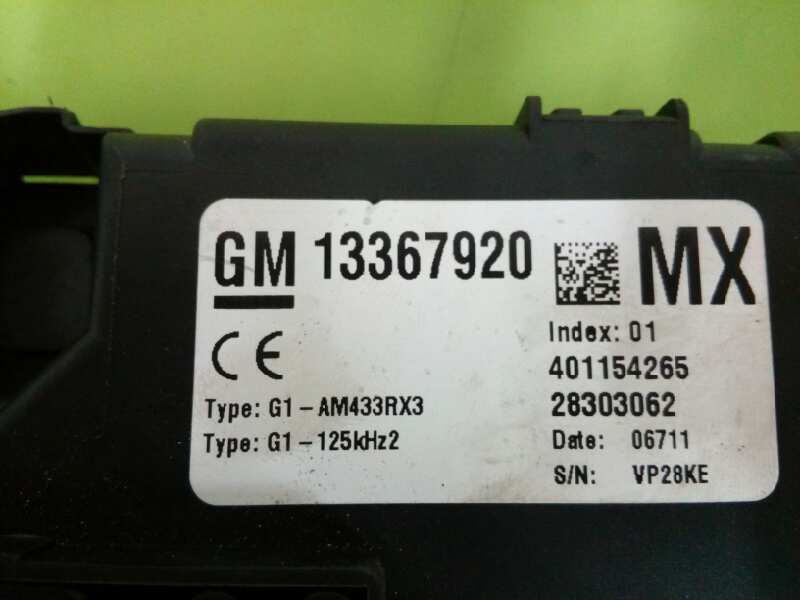 GM 13367920 MX
CE
Index: 01
401154265
Type: G1-AM433RX3
28303062
Type: G1-125kHz2
Date: 06711
S/N: VP28KE